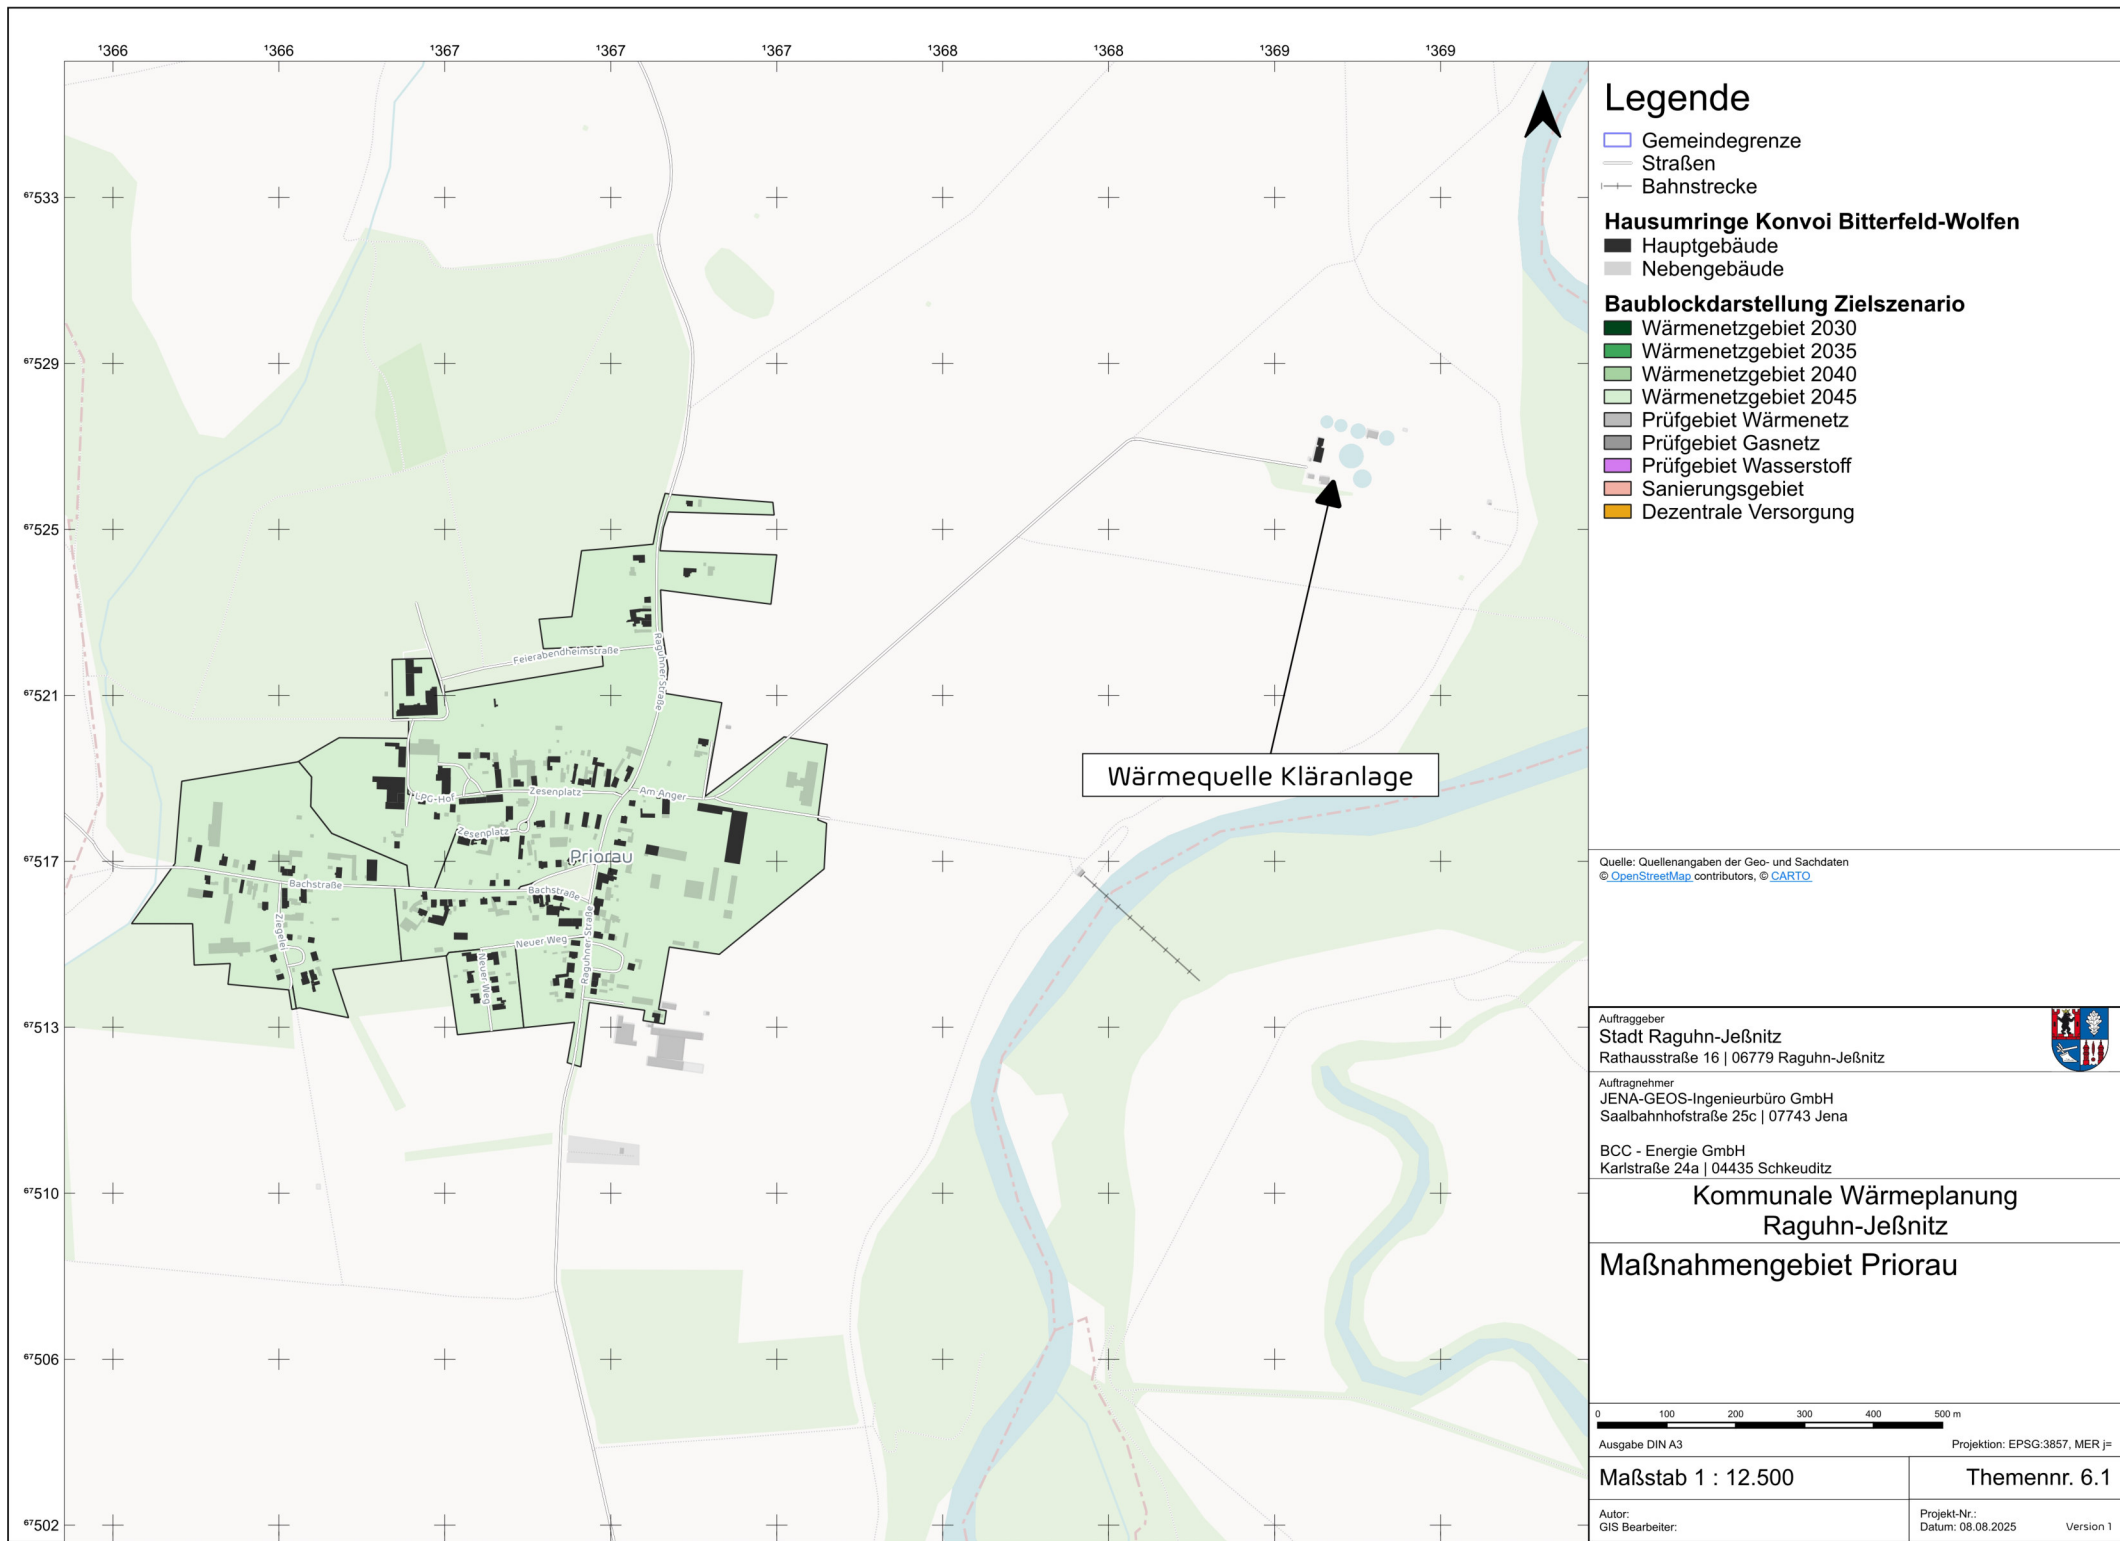 ¹366 ¹366 ¹367 ¹367 ¹367 ¹368 ¹368 ¹369 ¹369
⁶⁷533
⁶⁷529
⁶⁷525
⁶⁷521
⁶⁷517
⁶⁷513
⁶⁷510
⁶⁷506
⁶⁷502
Feierabendheimstraße
Raguhner Straße
LPG-Hof
Zesenplatz
Am Anger
Zesenplatz
Priorau
Bachstraße
Bachstraße
Ziegelei
Neuer Weg
Neuer Weg
Raguhner Straße
Wärmequelle Kläranlage
Legende
Gemeindegrenze
Straßen
Bahnstrecke
Hausumringe Konvoi Bitterfeld-Wolfen
Hauptgebäude
Nebengebäude
Baublockdarstellung Zielszenario
Wärmenetzgebiet 2030
Wärmenetzgebiet 2035
Wärmenetzgebiet 2040
Wärmenetzgebiet 2045
Prüfgebiet Wärmenetz
Prüfgebiet Gasnetz
Prüfgebiet Wasserstoff
Sanierungsgebiet
Dezentrale Versorgung
Quelle: Quellenangaben der Geo- und Sachdaten
© OpenStreetMap contributors, © CARTO
Auftraggeber
Stadt Raguhn-Jeßnitz
Rathausstraße 16 | 06779 Raguhn-Jeßnitz
Auftragnehmer
JENA-GEOS-Ingenieurbüro GmbH
Saalbahnhofstraße 25c | 07743 Jena
BCC - Energie GmbH
Karlstraße 24a | 04435 Schkeuditz
Kommunale Wärmeplanung
Raguhn-Jeßnitz
Maßnahmengebiet Priorau
0 100 200 300 400 500 m
Ausgabe DIN A3 Projektion: EPSG:3857, MER j=
Maßstab 1 : 12.500 Themennr. 6.1
Autor:
GIS Bearbeiter:
Projekt-Nr.:
Datum: 08.08.2025 Version 1